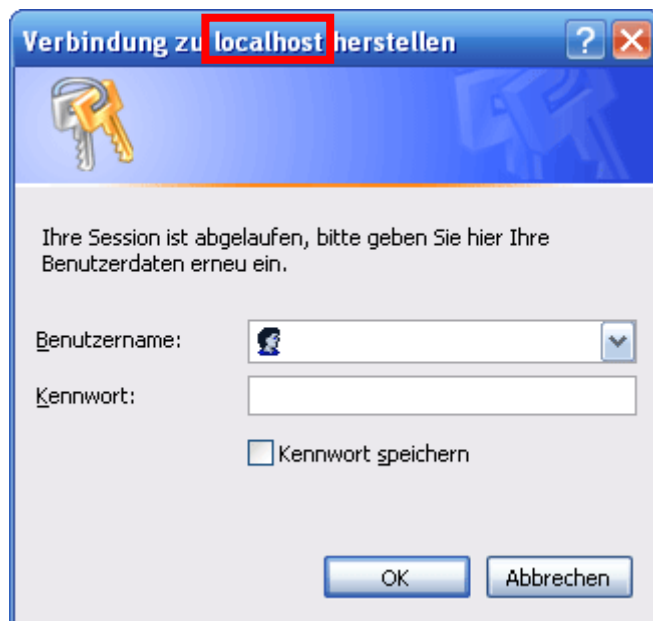 Verbindung zu localhost herstellen
Ihre Session ist abgelaufen, bitte geben Sie hier Ihre
Benutzerdaten erneu ein.
Benutzername:
Kennwort:
Kennwort speichern
OK Abbrechen